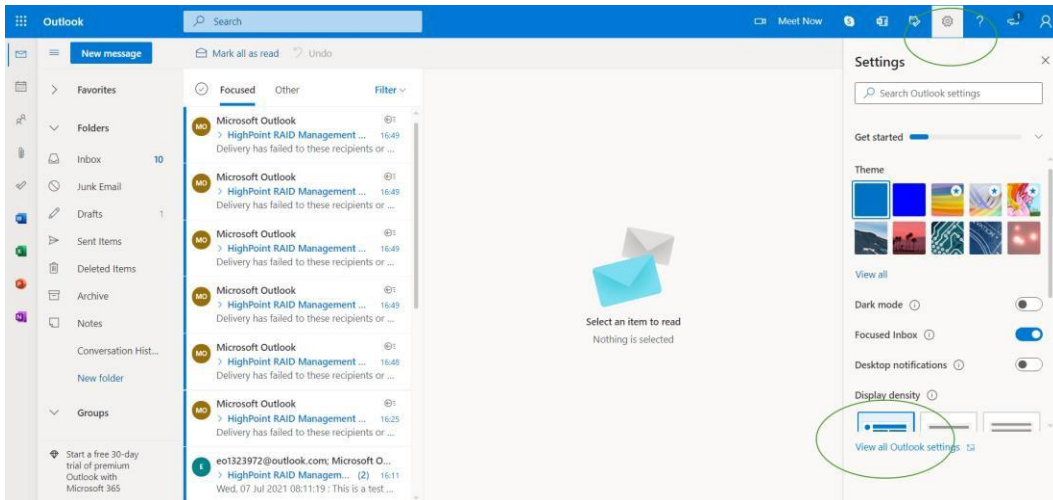 Outlook
Search
Meet Now
?
1
New message
Mark all as read
Undo
Favorites
Folders
Inbox 10
Junk Email
Drafts 1
Sent Items
Deleted Items
Archive
Notes
Conversation Hist...
New folder
Groups
Start a free 30-day
trial of premium
Outlook with
Microsoft 365
Focused Other Filter
MO
Microsoft Outlook
> HighPoint RAID Management ... 16:49
Delivery has failed to these recipients or ...
MO
Microsoft Outlook
> HighPoint RAID Management ... 16:49
Delivery has failed to these recipients or ...
MO
Microsoft Outlook
> HighPoint RAID Management ... 16:49
Delivery has failed to these recipients or ...
MO
Microsoft Outlook
> HighPoint RAID Management ... 16:49
Delivery has failed to these recipients or ...
MO
Microsoft Outlook
> HighPoint RAID Management ... 16:48
Delivery has failed to these recipients or ...
MO
Microsoft Outlook
> HighPoint RAID Management ... 16:25
Delivery has failed to these recipients or ...
E
eo1323972@outlook.com; Microsoft O...
> HighPoint RAID Managem... (2) 16:11
Wed, 07 Jul 2021 08:11:19 : This is a test ...
Select an item to read
Nothing is selected
Settings
Search Outlook settings
Get started
Theme
View all
Dark mode
Focused Inbox
Desktop notifications
Display density
View all Outlook settings